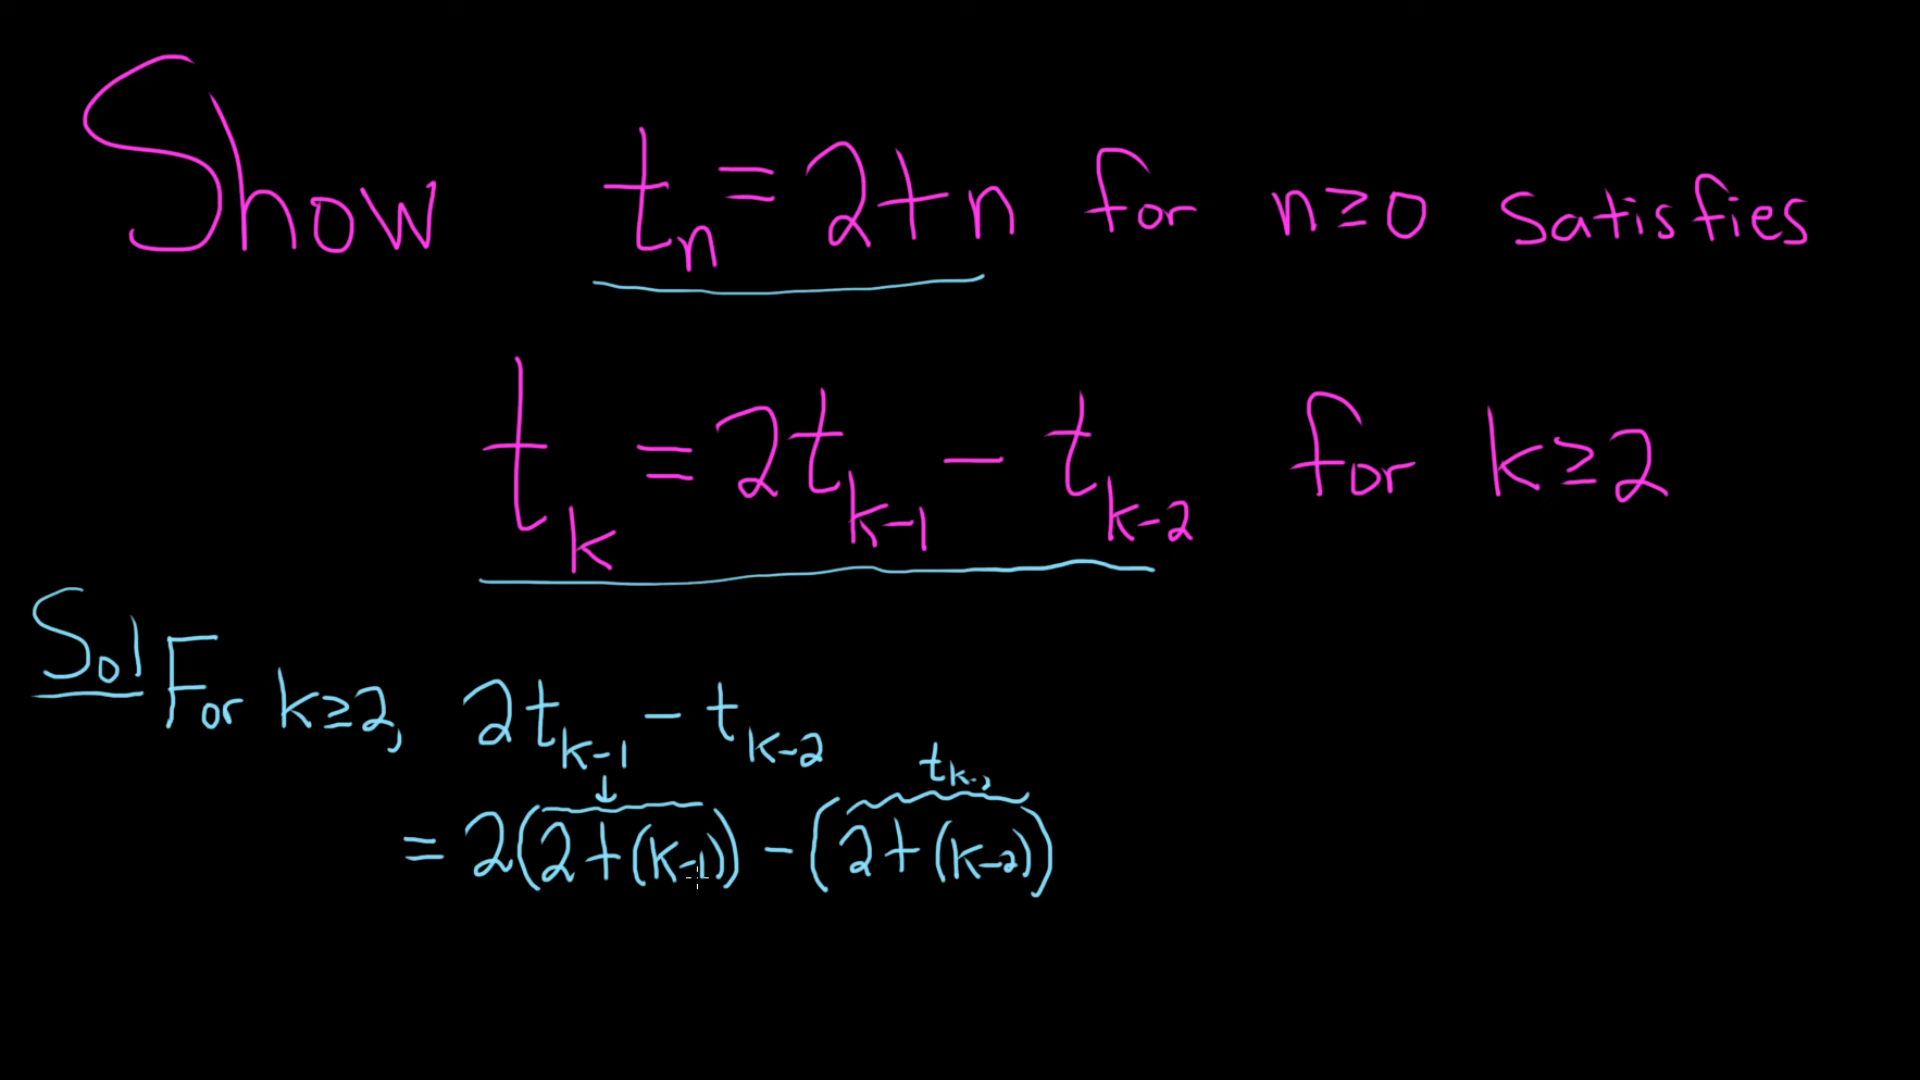 Show tₙ = 2+n for n≥0 satisfies
tₖ = 2tₖ₋₁ − tₖ₋₂ for k≥2
Sol For k≥2, 2tₖ₋₁ − tₖ₋₂
tₖ₋₂
= 2(2+(k−1)) − (2+(k−2))